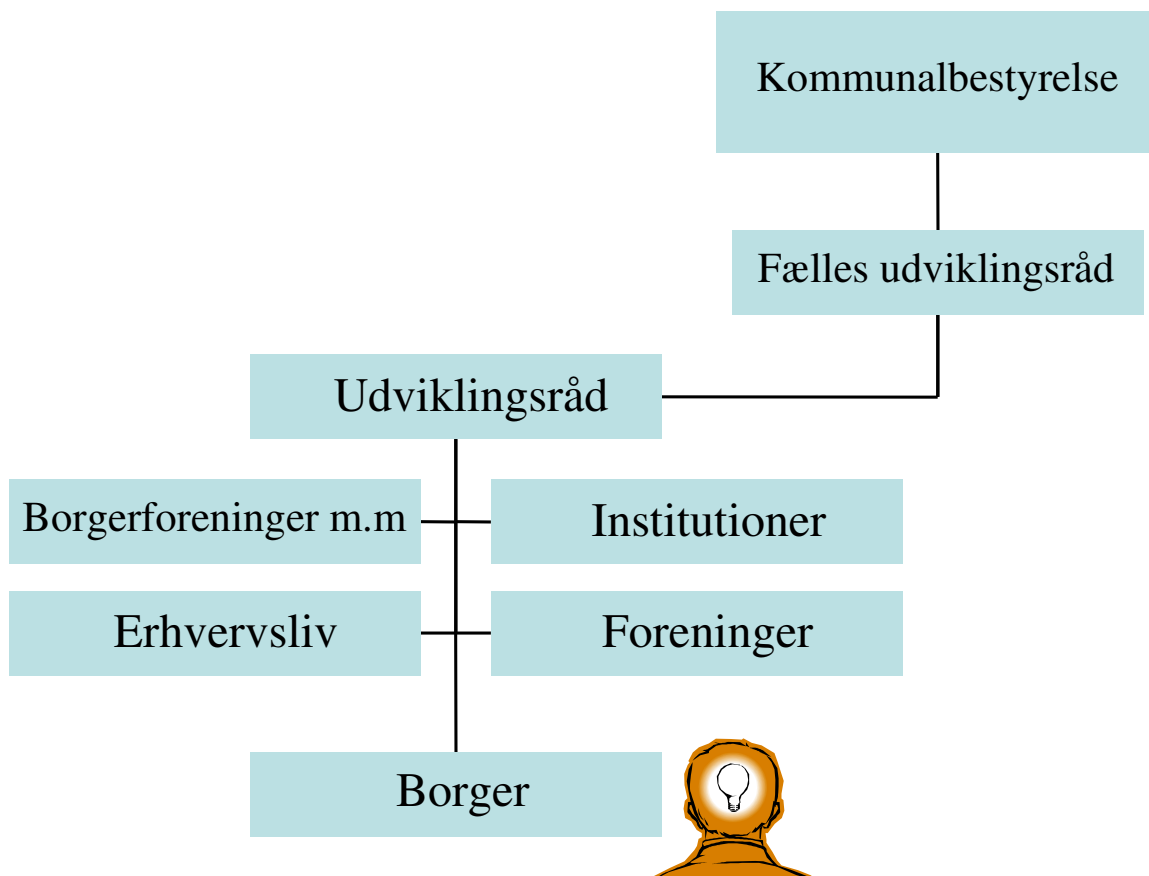 Kommunalbestyrelse
Fælles udviklingsråd
Udviklingsråd
Borgerforeninger m.m
Institutioner
Erhvervsliv
Foreninger
Borger